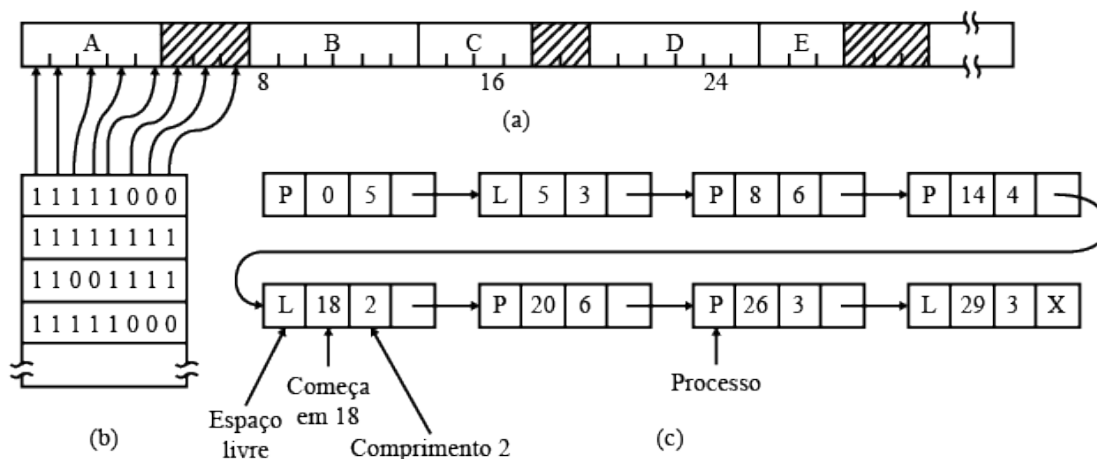 A B C D E
8 16 24
(a)
1 1 1 1 1 0 0 0
1 1 1 1 1 1 1 1
1 1 0 0 1 1 1 1
1 1 1 1 1 0 0 0
(b)
P 0 5 L 5 3 P 8 6 P 14 4
L 18 2 P 20 6 P 26 3 L 29 3 X
Espaço
livre
Começa
em 18
Comprimento 2
Processo
(c)